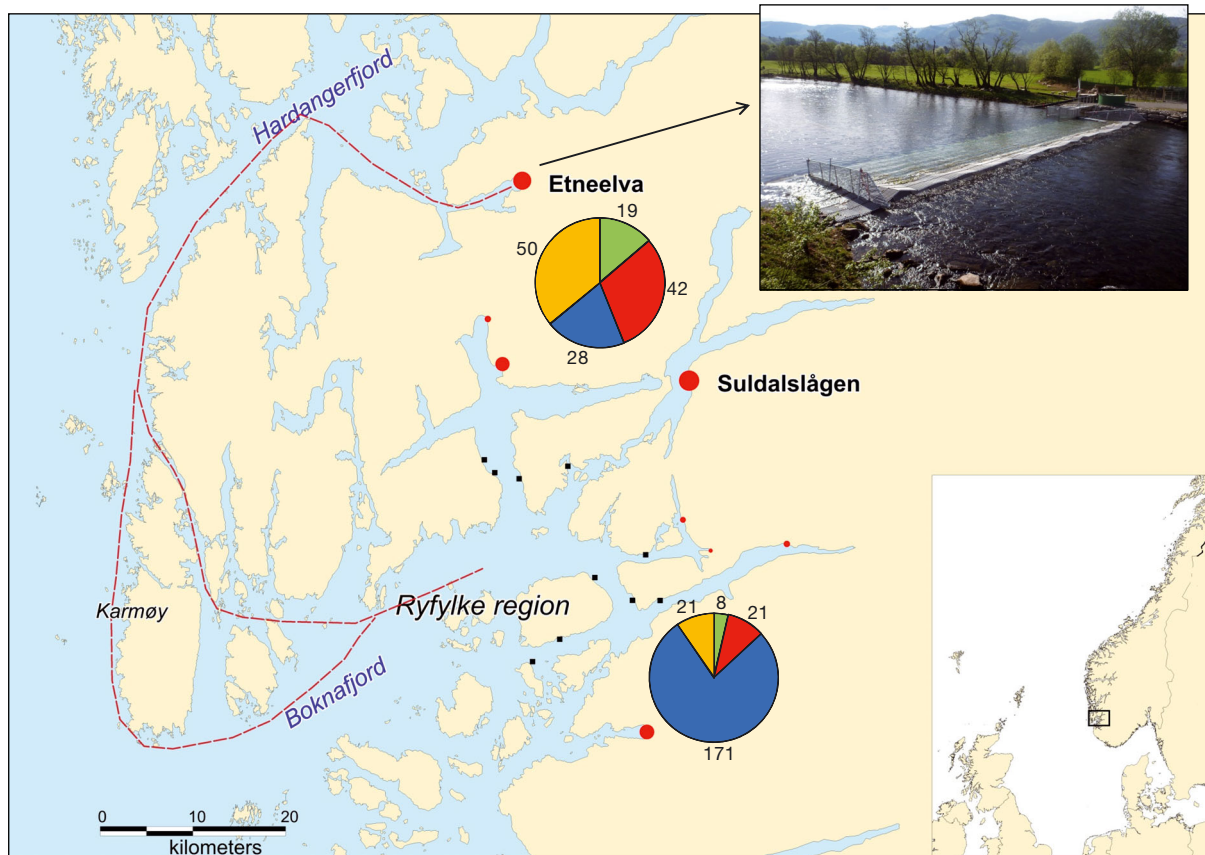 Hardangerfjord
Etneelva
19
50
42
28
Suldalslågen
Karmøy
Ryfylke region
21
8
21
Boknafjord
171
0 10 20
kilometers